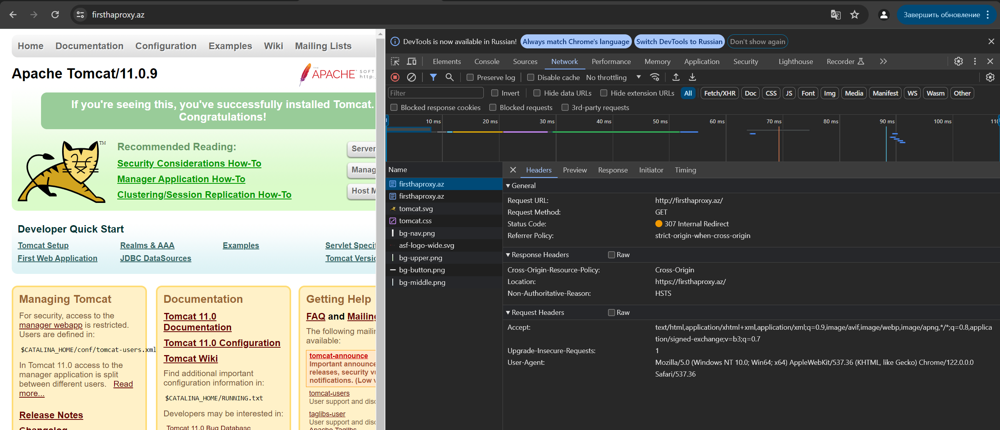 firsthaproxy.az
Завершить обновление
Home Documentation Configuration Examples Wiki Mailing Lists
Apache Tomcat/11.0.9
THE
APACHE
If you're seeing this, you've successfully installed Tomcat.
Congratulations!
TM
Recommended Reading:
Security Considerations How-To
Manager Application How-To
Clustering/Session Replication How-To
Server
Developer Quick Start
Tomcat Setup Realms & AAA Examples Servlet
First Web Application JDBC DataSources Tomcat
Managing Tomcat
For security, access to the
manager webapp is restricted.
Users are defined in:
$CATALINA_HOME/conf/tomcat-users.xml
In Tomcat 11.0 access to the
manager application is split
between different users. Read
more...
Release Notes
Changelog
Documentation
Tomcat 11.0
Documentation
Tomcat 11.0 Configuration
Tomcat Wiki
Find additional important
configuration information in:
$CATALINA_HOME/RUNNING.txt
Developers may be interested in:
Tomcat 11.0 Bug Database
Getting Help
FAQ and Mailing
The following
available:
tomcat-announce
Important
releases, security
notifications. (Low
tomcat-users
User support and
taglibs-user
User support and
Apache Taglibs
DevTools is now available in Russian! Always match Chrome's language Switch DevTools to Russian Don't show again
Elements Console Sources Network Performance Memory Application Security Lighthouse Recorder
Preserve log Disable cache No throttling
Filter Invert Hide data URLs Hide extension URLs All Fetch/XHR Doc CSS JS Font Img Media Manifest WS Wasm Other
Blocked response cookies Blocked requests 3rd-party requests
10 ms 20 ms 30 ms 40 ms 50 ms 60 ms 70 ms 80 ms 90 ms 100 ms 110
Name
firsthaproxy.az
firsthaproxy.az
tomcat.svg
tomcat.css
bg-nav.png
asf-logo-wide.svg
bg-upper.png
bg-button.png
bg-middle.png
Headers Preview Response Initiator Timing
General
Request URL: http://firsthaproxy.az/
Request Method: GET
Status Code: 307 Internal Redirect
Referrer Policy: strict-origin-when-cross-origin
Response Headers Raw
Cross-Origin-Resource-Policy: Cross-Origin
Location: https://firsthaproxy.az/
Non-Authoritative-Reason: HSTS
Request Headers Raw
Accept: text/html,application/xhtml+xml,application/xml;q=0.9,image/avif,image/webp,image/apng,*/*;q=0.8,applica
tion/signed-exchange;v=b3;q=0.7
Upgrade-Insecure-Requests: 1
User-Agent: Mozilla/5.0 (Windows NT 10.0; Win64; x64) AppleWebKit/537.36 (KHTML, like Gecko) Chrome/122.0.0.0
Safari/537.36